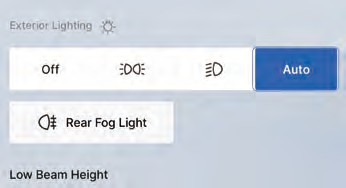 Exterior Lighting
Off Auto
Rear Fog Light
Low Beam Height